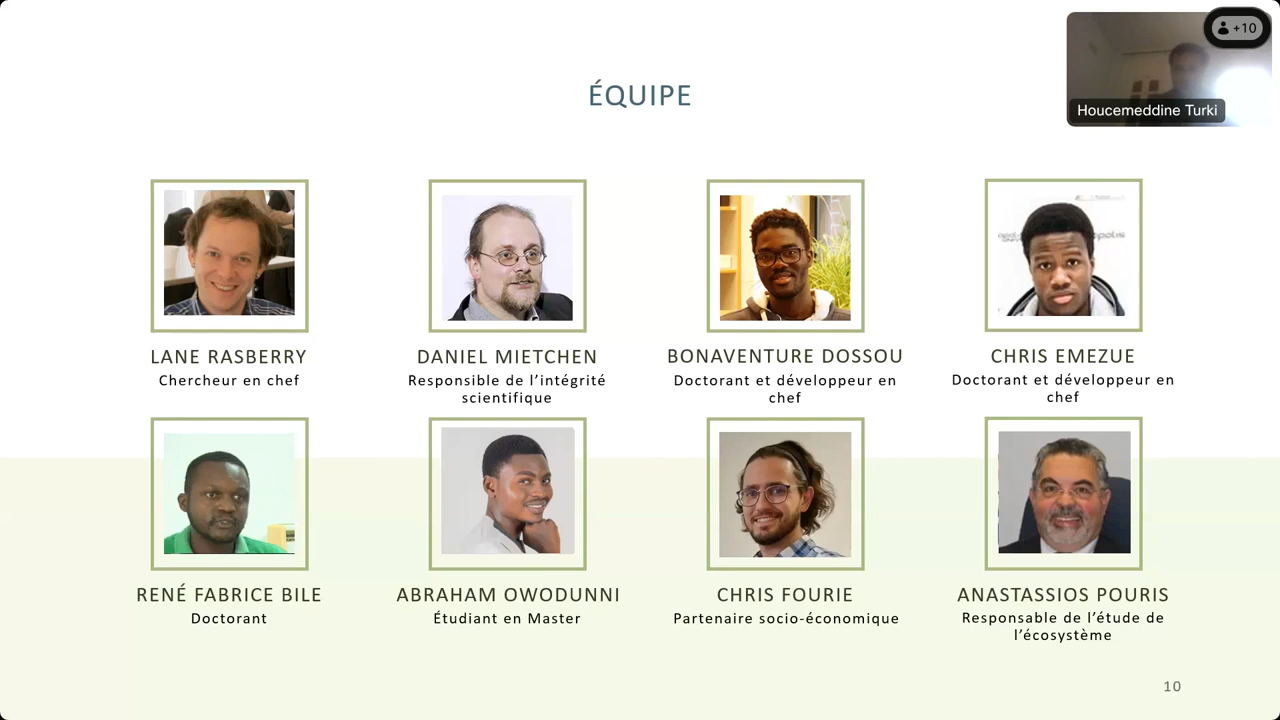 ÉQUIPE
+10
Houcemeddine Turki
LANE RASBERRY
Chercheur en chef
DANIEL MIETCHEN
Responsible de l’intégrité
scientifique
BONAVENTURE DOSSOU
Doctorant et développeur en
chef
CHRIS EMEZUE
Doctorant et développeur en
chef
RENÉ FABRICE BILE
Doctorant
ABRAHAM OWODUNNI
Étudiant en Master
CHRIS FOURIE
Partenaire socio-économique
ANASTASSIOS POURIS
Responsable de l’étude de
l’écosystème
10